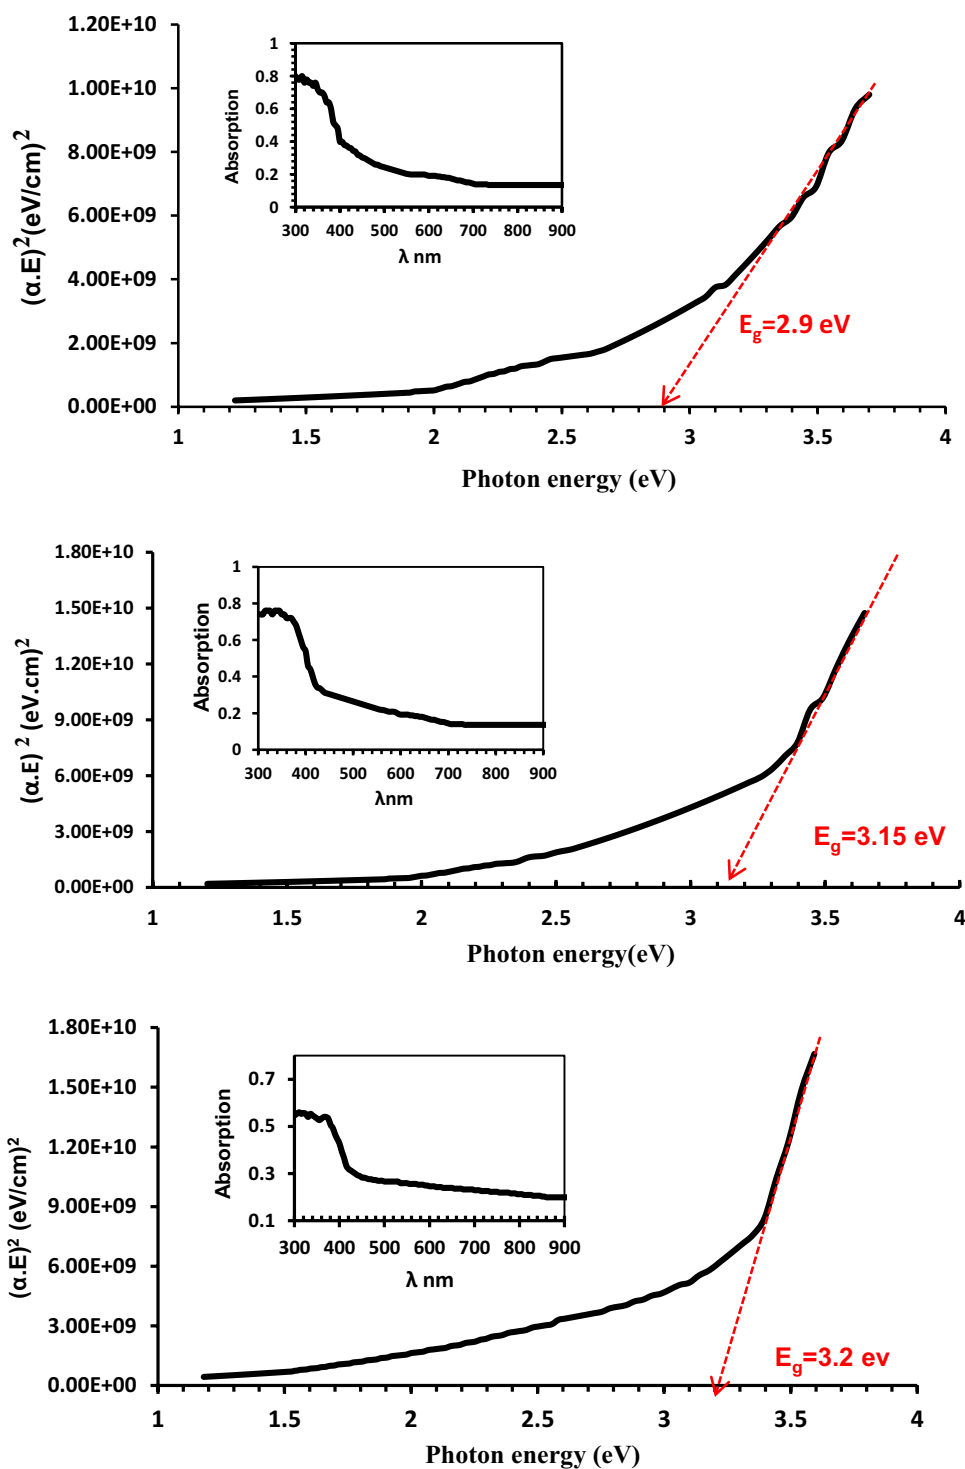 1.20E+10
1.00E+10
8.00E+09
6.00E+09
4.00E+09
2.00E+09
0.00E+00
(α.E)²(eV/cm)²
1
0.8
0.6
0.4
0.2
0
Absorption
300 400 500 600 700 800 900
λ nm
E_g=2.9 eV
1 1.5 2 2.5 3 3.5 4
Photon energy (eV)
1.80E+10
1.50E+10
1.20E+10
9.00E+09
6.00E+09
3.00E+09
0.00E+00
(α.E) ² (eV.cm)²
1
0.8
0.6
0.4
0.2
0
Absorption
300 400 500 600 700 800 900
λnm
E_g=3.15 eV
1 1.5 2 2.5 3 3.5 4
Photon energy(eV)
1.80E+10
1.50E+10
1.20E+10
9.00E+09
6.00E+09
3.00E+09
0.00E+00
(α.E)² (eV/cm)²
0.7
0.5
0.3
0.1
Absorption
300 400 500 600 700 800 900
λ nm
E_g=3.2 ev
1 1.5 2 2.5 3 3.5 4
Photon energy (eV)